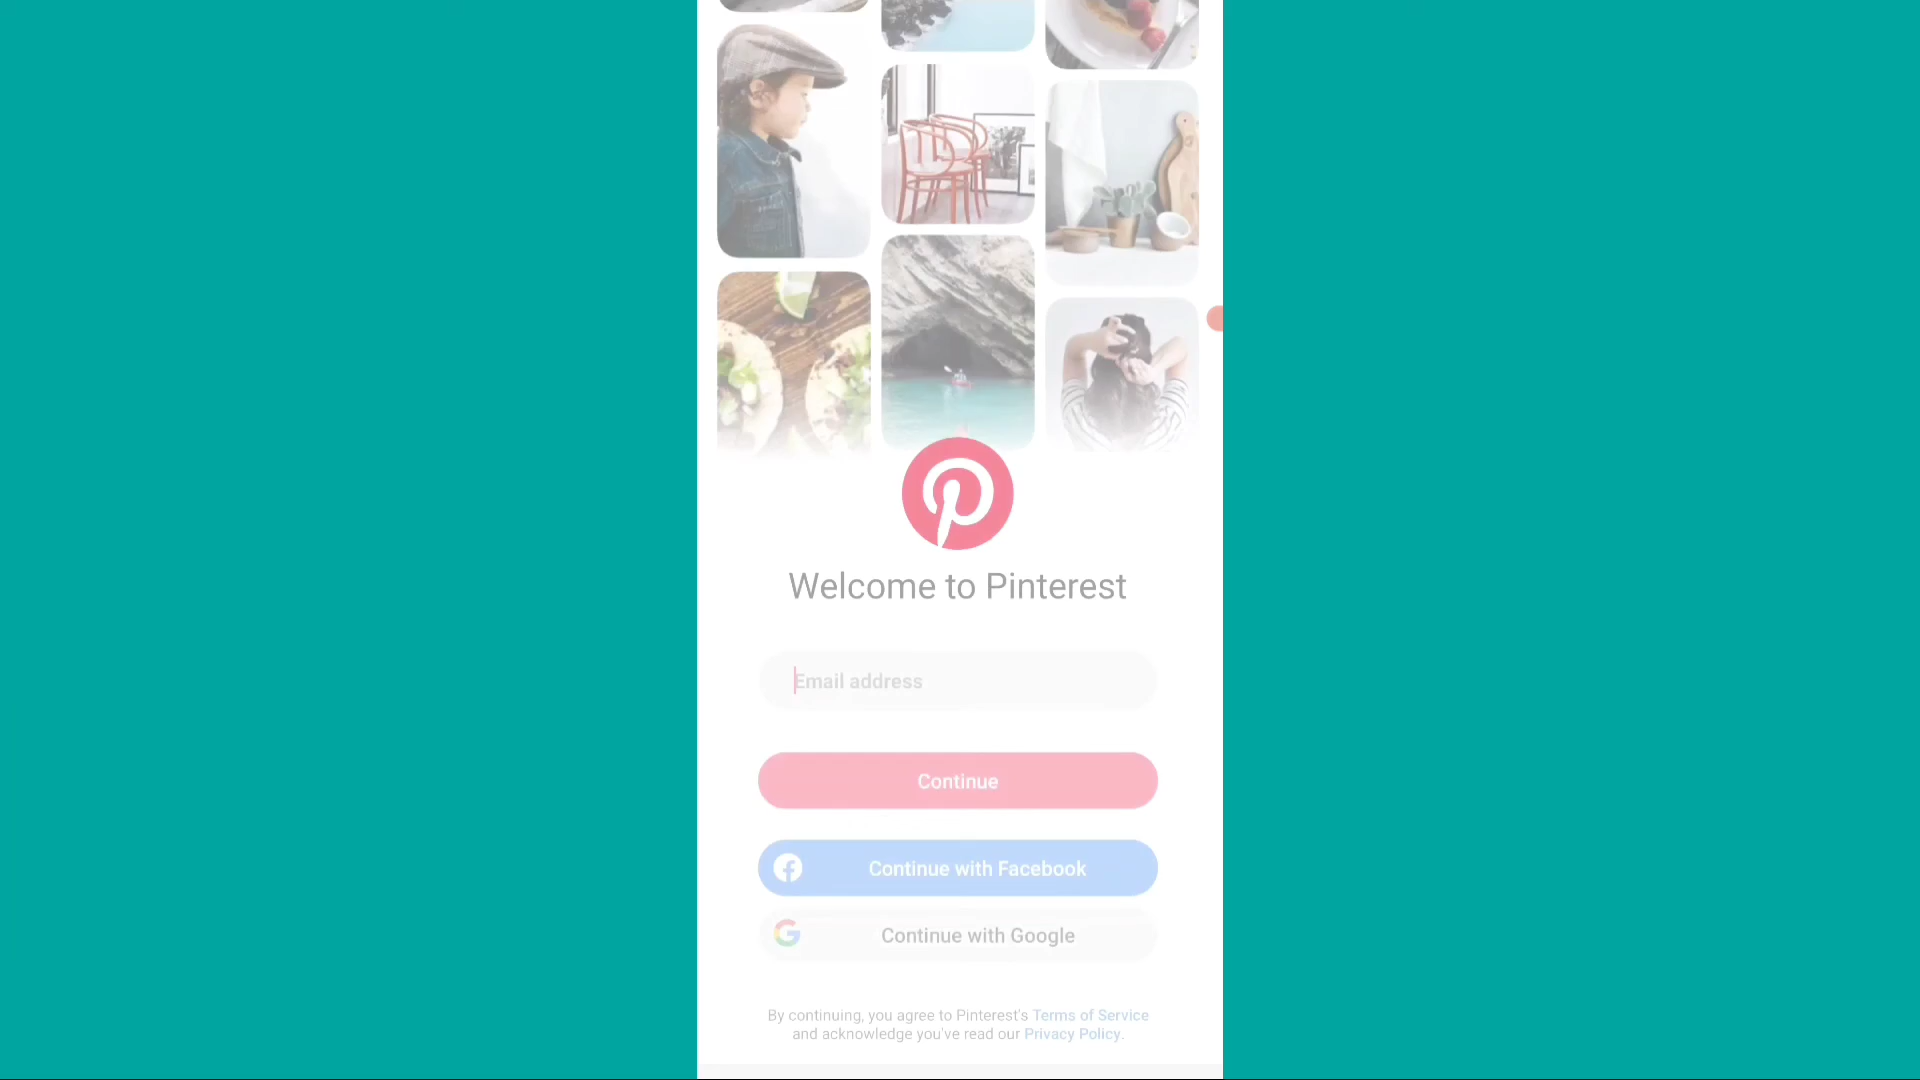 Welcome to Pinterest
Email address
Continue
Continue with Facebook
Continue with Google
By continuing, you agree to Pinterest's Terms of Service
and acknowledge you've read our Privacy Policy.